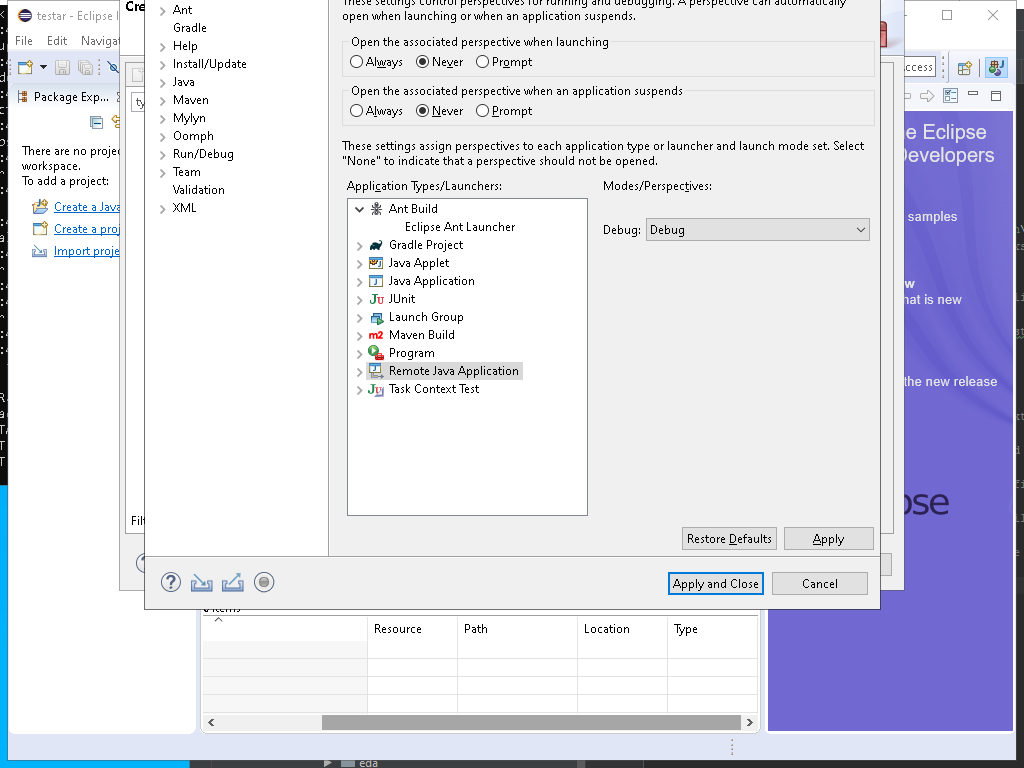 testar - Eclipse I
File Edit Navigat
Package Exp...
There are no projec
workspace.
To add a project:
Create a Java
Create a proj
Import proje
Cre
ty
Filt
Ant
Gradle
Help
Install/Update
Java
Maven
Mylyn
Oomph
Run/Debug
Team
Validation
XML
These settings control perspectives for running and debugging. A perspective can automatically
open when launching or when an application suspends.
Open the associated perspective when launching
Always Never Prompt
Open the associated perspective when an application suspends
Always Never Prompt
These settings assign perspectives to each application type or launcher and launch mode set. Select
"None" to indicate that a perspective should not be opened.
Application Types/Launchers:
Modes/Perspectives:
Ant Build
Eclipse Ant Launcher
Gradle Project
Java Applet
Java Application
JUnit
Launch Group
Maven Build
Program
Remote Java Application
Task Context Test
Debug: Debug
Restore Defaults Apply
Apply and Close Cancel
ccess
e Eclipse
Developers
samples
w
hat is new
the new release
pse
0 items
Resource Path Location Type
eda